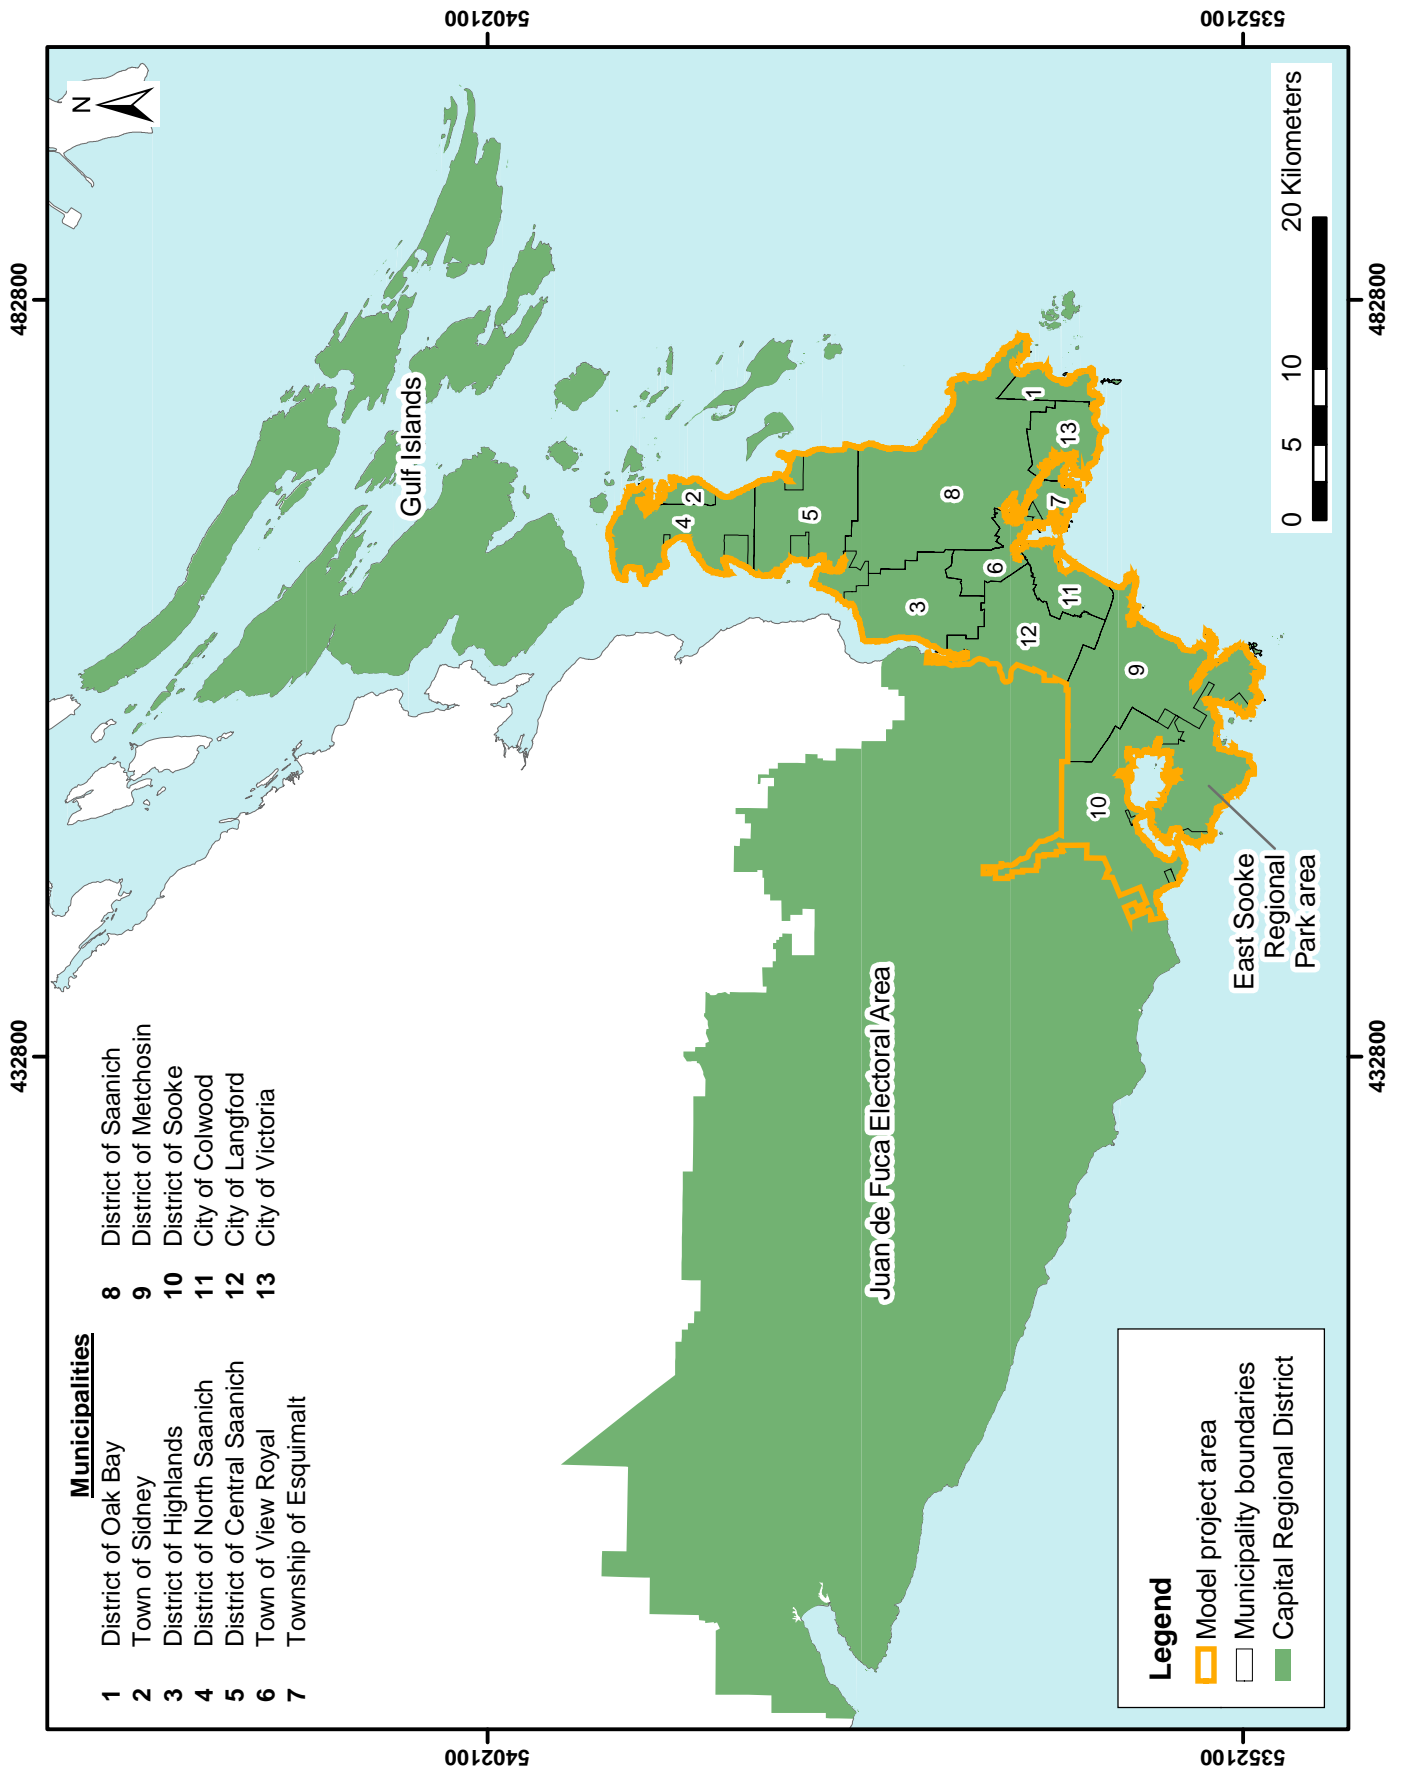 432800
482800
5402100
5402100
5352100
5352100
N
Municipalities
1 District of Oak Bay
2 Town of Sidney
3 District of Highlands
4 District of North Saanich
5 District of Central Saanich
6 Town of View Royal
7 Township of Esquimalt
8 District of Saanich
9 District of Metchosin
10 District of Sooke
11 City of Colwood
12 City of Langford
13 City of Victoria
Gulf Islands
4
2
5
3
8
6
12
11
7
1
13
9
10
Juan de Fuca Electoral Area
East Sooke
Regional
Park area
Legend
Model project area
Municipality boundaries
Capital Regional District
0 5 10 20 Kilometers
432800
482800